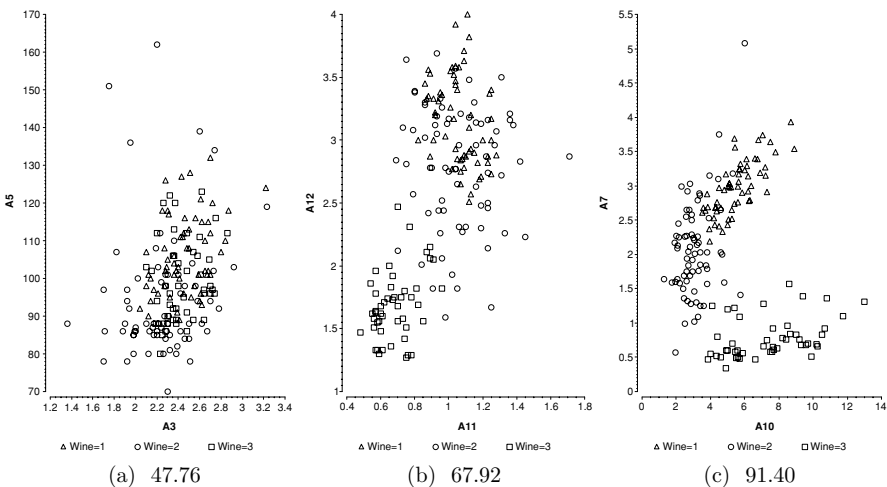 170
160
150
140
130
120
110
100
90
80
70
A5
1.2 1.4 1.6 1.8 2 2.2 2.4 2.6 2.8 3 3.2 3.4
A3
Wine=1 Wine=2 Wine=3
(a) 47.76
4
3.5
3
2.5
2
1.5
1
A12
0.4 0.6 0.8 1 1.2 1.4 1.6 1.8
A11
Wine=1 Wine=2 Wine=3
(b) 67.92
5.5
5
4.5
4
3.5
3
2.5
2
1.5
1
0.5
0
A7
0 2 4 6 8 10 12 14
A10
Wine=1 Wine=2 Wine=3
(c) 91.40